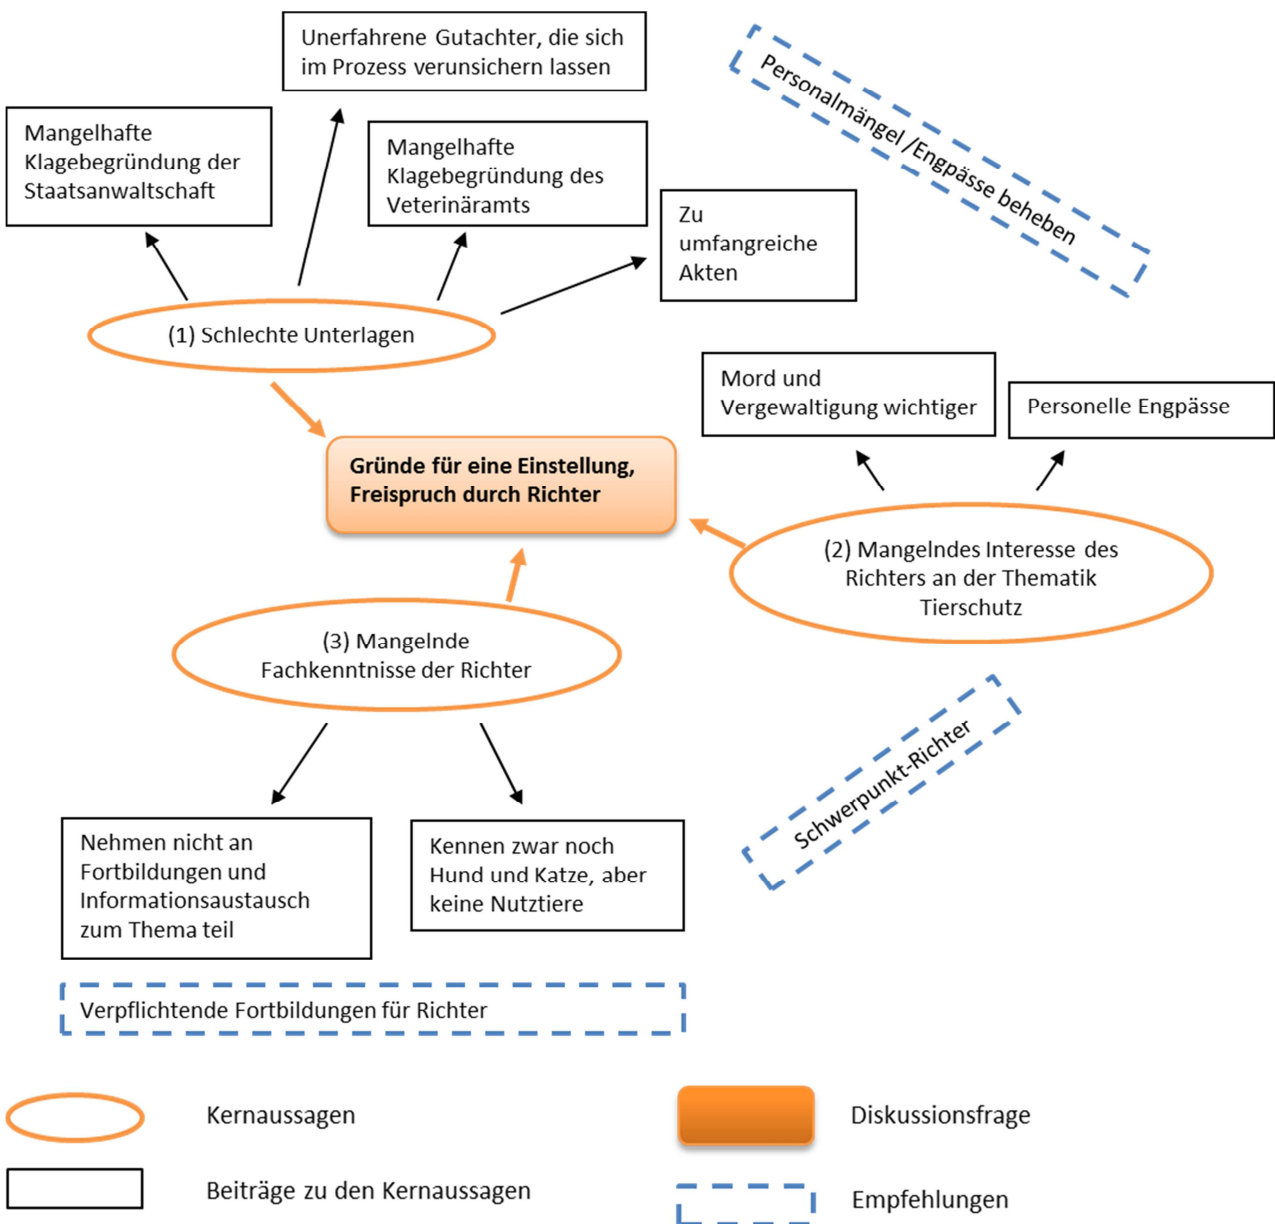 Unerfahrene Gutachter, die sich
im Prozess verunsichern lassen
Personalmängel /Engpässe beheben
Mangelhafte
Klagebegründung der
Staatsanwaltschaft
Mangelhafte
Klagebegründung des
Veterinäramts
Zu
umfangreiche
Akten
(1) Schlechte Unterlagen
Mord und
Vergewaltigung wichtiger
Personelle Engpässe
Gründe für eine Einstellung,
Freispruch durch Richter
(2) Mangelndes Interesse des
Richters an der Thematik
Tierschutz
(3) Mangelnde
Fachkenntnisse der Richter
Schwerpunkt-Richter
Nehmen nicht an
Fortbildungen und
Informationsaustausch
zum Thema teil
Kennen zwar noch
Hund und Katze, aber
keine Nutztiere
Verpflichtende Fortbildungen für Richter
Kernaussagen
Diskussionsfrage
Beiträge zu den Kernaussagen
Empfehlungen